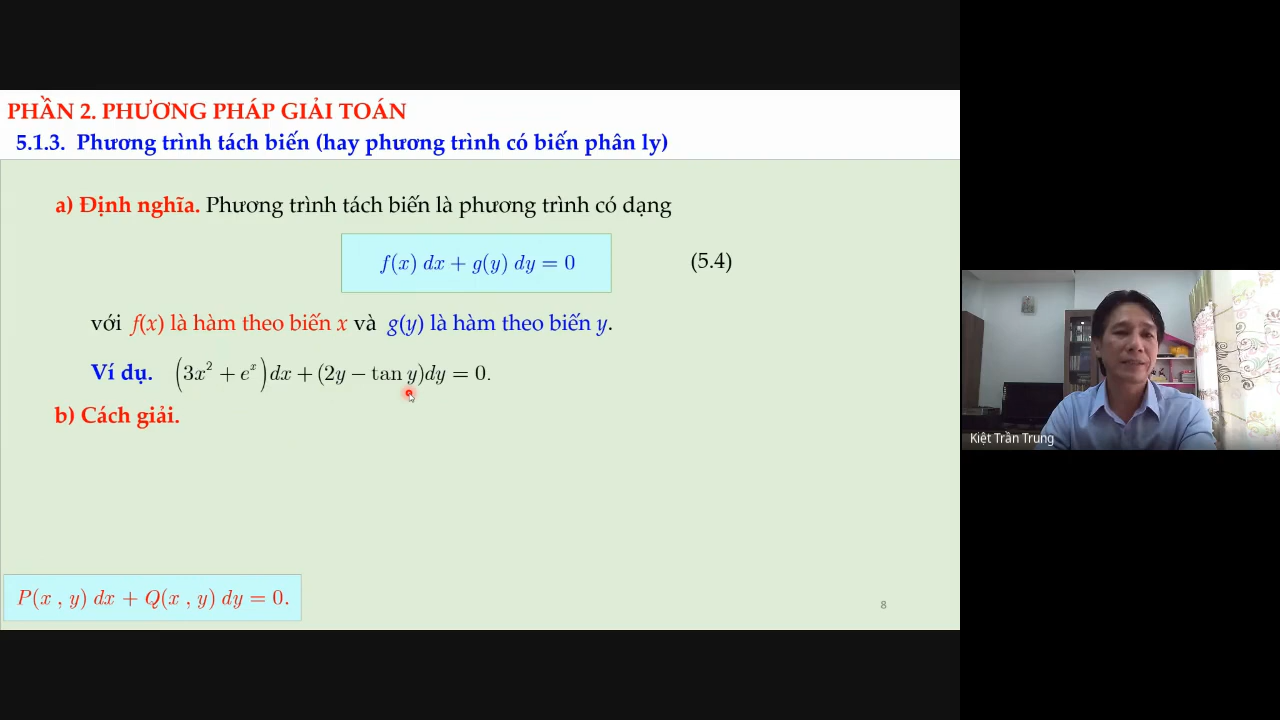 PHẦN 2. PHƯƠNG PHÁP GIẢI TOÁN
5.1.3. Phương trình tách biến (hay phương trình có biến phân ly)
a) Định nghĩa. Phương trình tách biến là phương trình có dạng
f(x) dx + g(y) dy = 0 (5.4)
với f(x) là hàm theo biến x và g(y) là hàm theo biến y.
Ví dụ. (3x² + eˣ)dx + (2y − tan y)dy = 0.
b) Cách giải.
P(x , y) dx + Q(x , y) dy = 0.
8
Kiệt Trần Trung